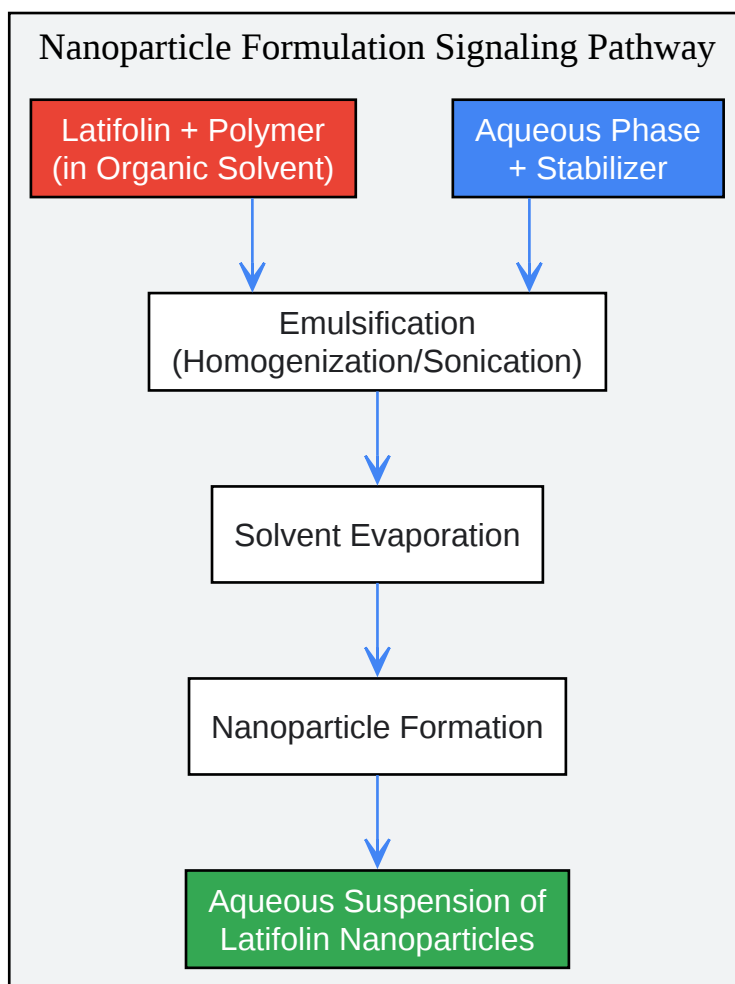 Nanoparticle Formulation Signaling Pathway
Latifolin + Polymer
(in Organic Solvent)
Aqueous Phase
+ Stabilizer
Emulsification
(Homogenization/Sonication)
Solvent Evaporation
Nanoparticle Formation
Aqueous Suspension of
Latifolin Nanoparticles